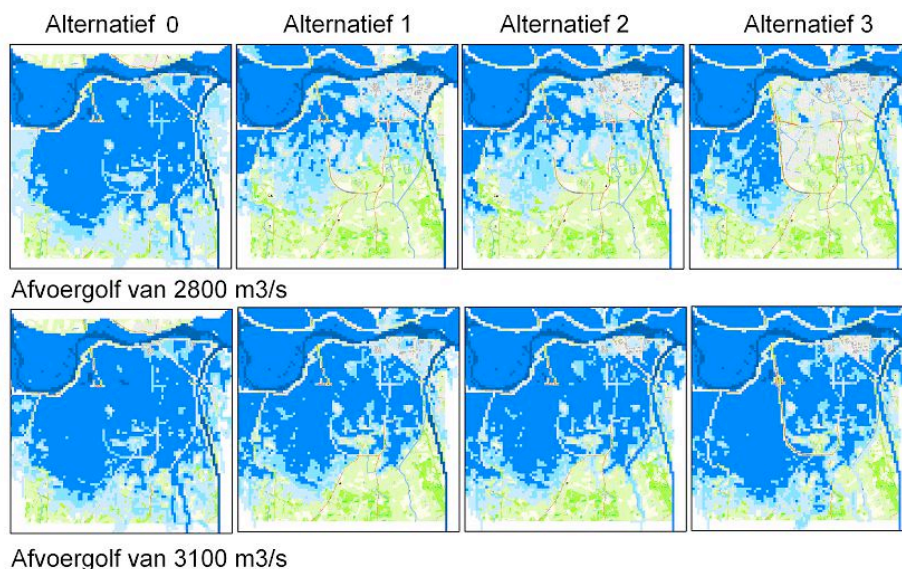 Alternatief 0 Alternatief 1 Alternatief 2 Alternatief 3
Afvoergolf van 2800 m3/s
Afvoergolf van 3100 m3/s